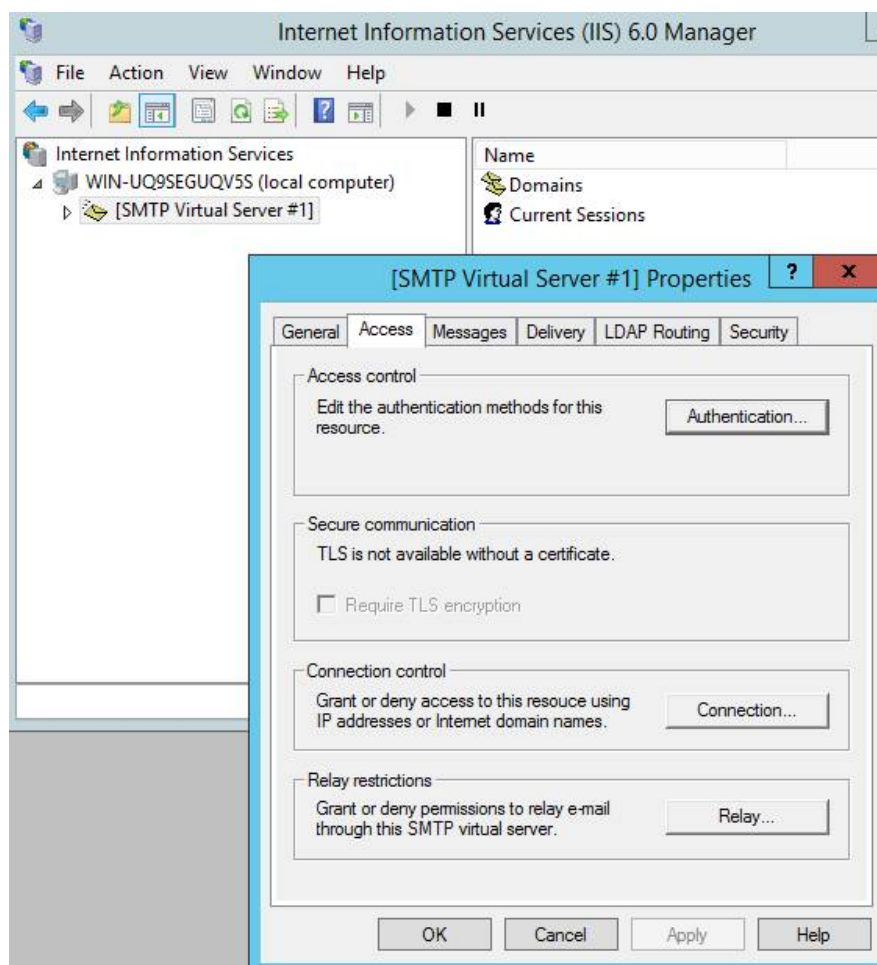 Internet Information Services (IIS) 6.0 Manager
File Action View Window Help
Internet Information Services
WIN-UQ9SEGUQV5S (local computer)
[SMTP Virtual Server #1]
Name
Domains
Current Sessions
[SMTP Virtual Server #1] Properties
? x
General Access Messages Delivery LDAP Routing Security
Access control
Edit the authentication methods for this
resource.
Authentication...
Secure communication
TLS is not available without a certificate.
Require TLS encryption
Connection control
Grant or deny access to this resouce using
IP addresses or Internet domain names.
Connection...
Relay restrictions
Grant or deny permissions to relay e-mail
through this SMTP virtual server.
Relay...
OK Cancel Apply Help